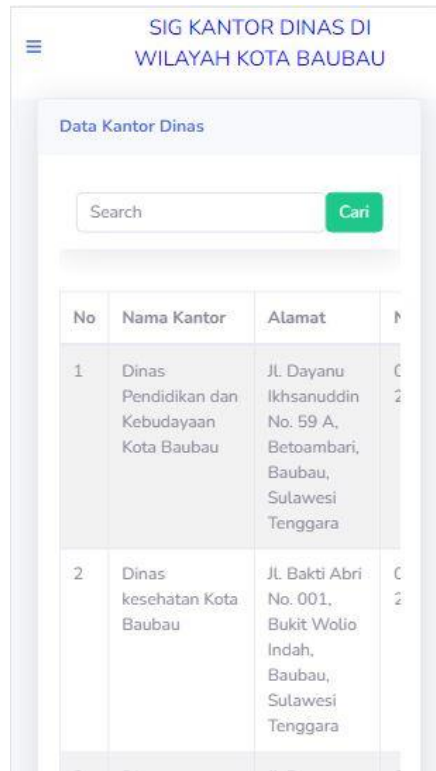 SIG KANTOR DINAS DI
WILAYAH KOTA BAUBAU
Data Kantor Dinas
Search
Cari
No Nama Kantor Alamat
1 Dinas Jl. Dayanu
Pendidikan dan Ikhsanuddin
Kebudayaan No. 59 A,
Kota Baubau Betoambari,
Baubau,
Sulawesi
Tenggara
2 Dinas Jl. Bakti Abri
kesehatan Kota No. 001,
Baubau Bukit Wolio
Indah,
Baubau,
Sulawesi
Tenggara